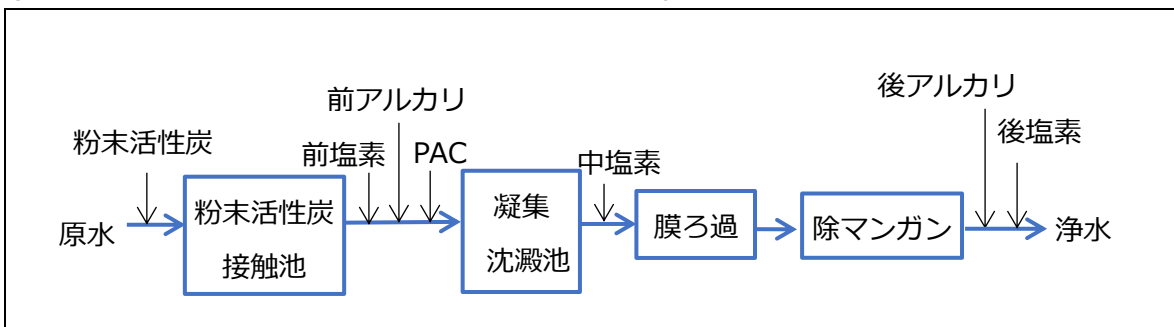 粉末活性炭
原水
粉末活性炭
接触池
前塩素
前アルカリ
PAC
凝集
沈澱池
中塩素
膜ろ過
除マンガン
後アルカリ
後塩素
浄水